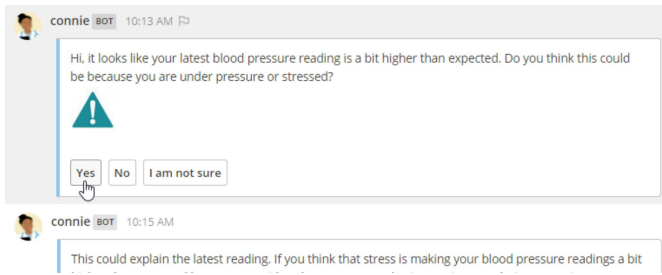 connie BOT 10:13 AM
Hi, it looks like your latest blood pressure reading is a bit higher than expected. Do you think this could
be because you are under pressure or stressed?
Yes No I am not sure
connie BOT 10:15 AM
This could explain the latest reading. If you think that stress is making your blood pressure readings a bit